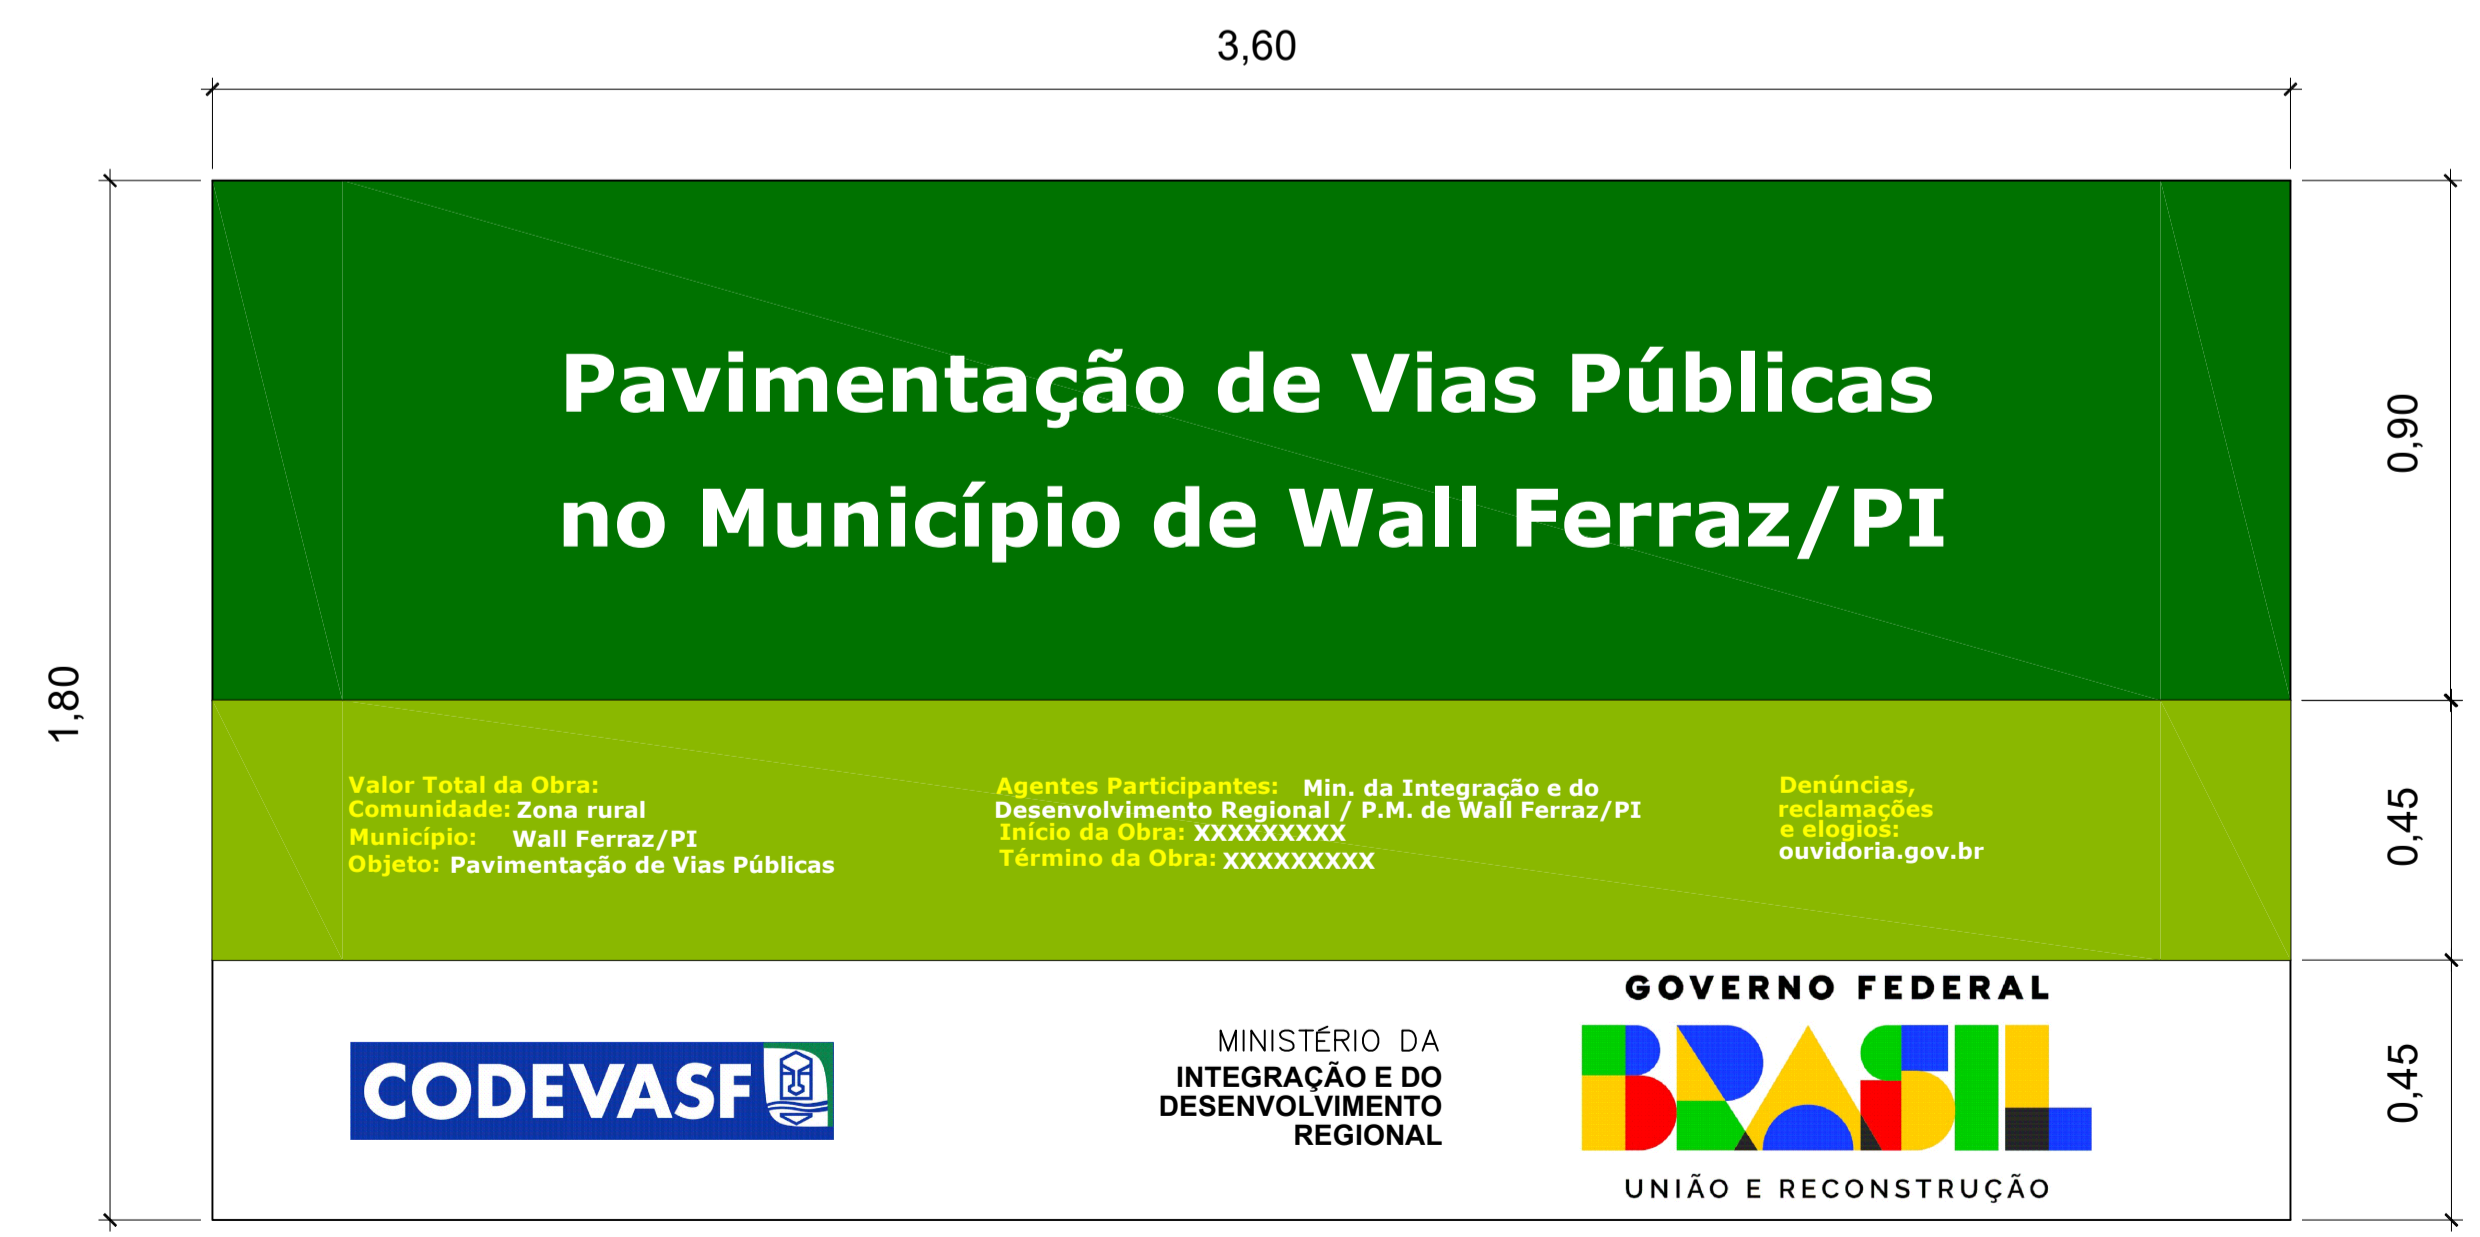 3,60
1,80
0,90
0,45
0,45
Pavimentação de Vias Públicas
no Município de Wall Ferraz/PI
Valor Total da Obra:
Comunidade: Zona rural
Município: Wall Ferraz/PI
Objeto: Pavimentação de Vias Públicas
Agentes Participantes: Min. da Integração e do
Desenvolvimento Regional / P.M. de Wall Ferraz/PI
Início da Obra: XXXXXXXXX
Término da Obra: XXXXXXXXX
Denúncias,
reclamações
e elogios:
ouvidoria.gov.br
CODEVASF
MINISTÉRIO DA
INTEGRAÇÃO E DO
DESENVOLVIMENTO
REGIONAL
GOVERNO FEDERAL
BRASIL
UNIÃO E RECONSTRUÇÃO